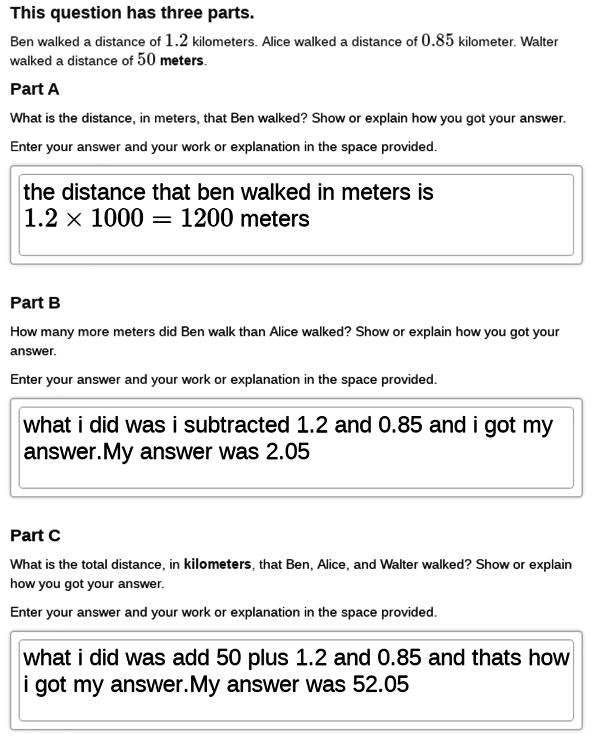 This question has three parts.
Ben walked a distance of 1.2 kilometers. Alice walked a distance of 0.85 kilometer. Walter
walked a distance of 50 meters.
Part A
What is the distance, in meters, that Ben walked? Show or explain how you got your answer.
Enter your answer and your work or explanation in the space provided.
the distance that ben walked in meters is
1.2 × 1000 = 1200 meters
Part B
How many more meters did Ben walk than Alice walked? Show or explain how you got your
answer.
Enter your answer and your work or explanation in the space provided.
what i did was i subtracted 1.2 and 0.85 and i got my
answer.My answer was 2.05
Part C
What is the total distance, in kilometers, that Ben, Alice, and Walter walked? Show or explain
how you got your answer.
Enter your answer and your work or explanation in the space provided.
what i did was add 50 plus 1.2 and 0.85 and thats how
i got my answer.My answer was 52.05